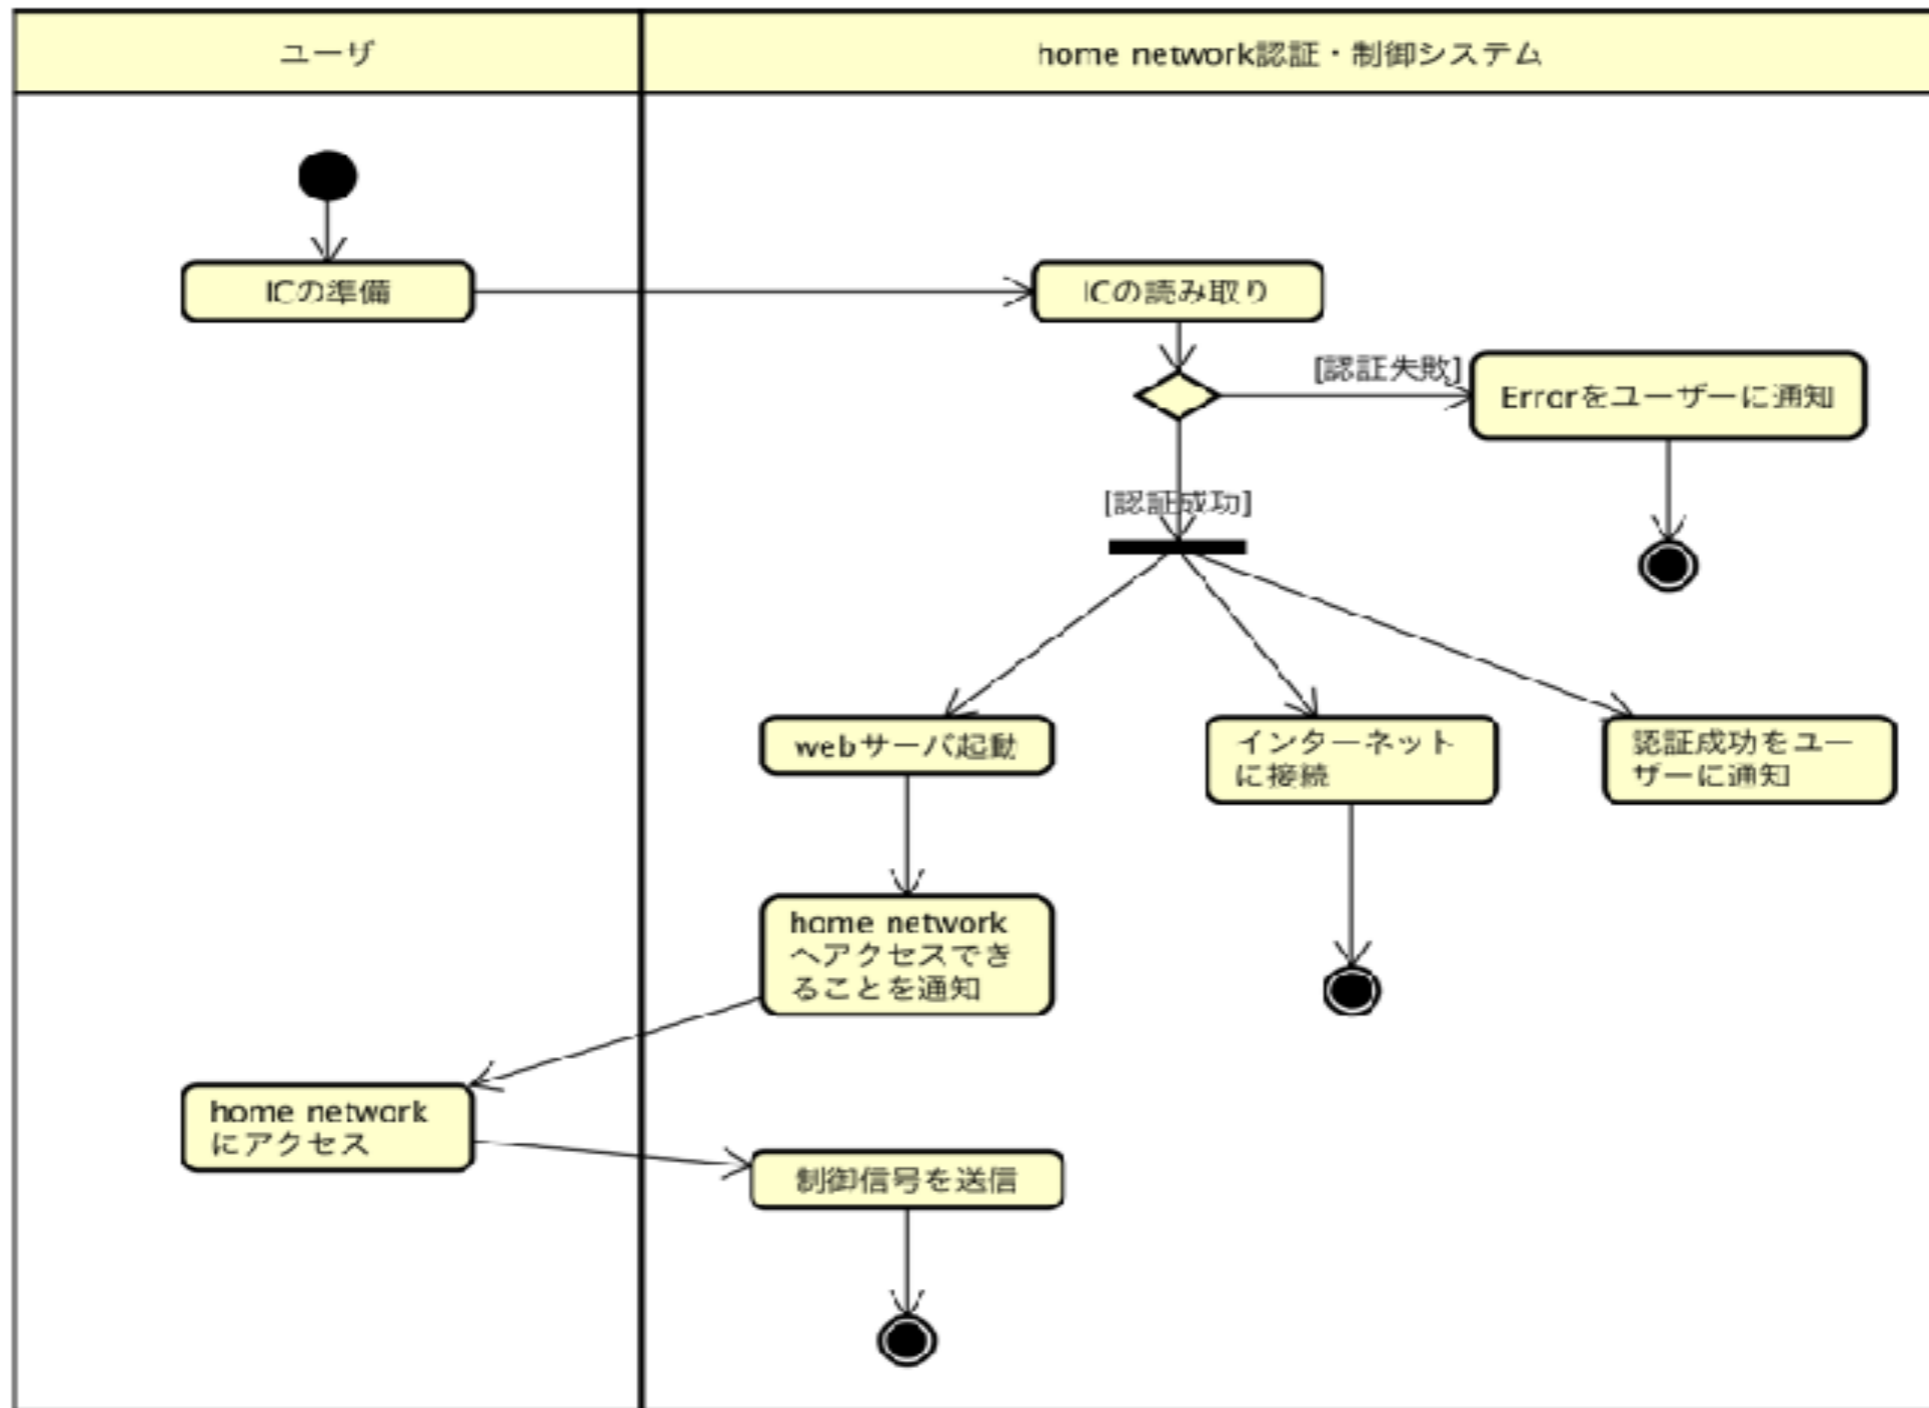 ユーザ
home network認証・制御システム
ICの準備
ICの読み取り
[認証失敗]
Errorをユーザーに通知
[認証成功]
webサーバ起動
インターネット
に接続
認証成功をユー
ザーに通知
home network
へアクセスでき
ることを通知
home network
にアクセス
制御信号を送信